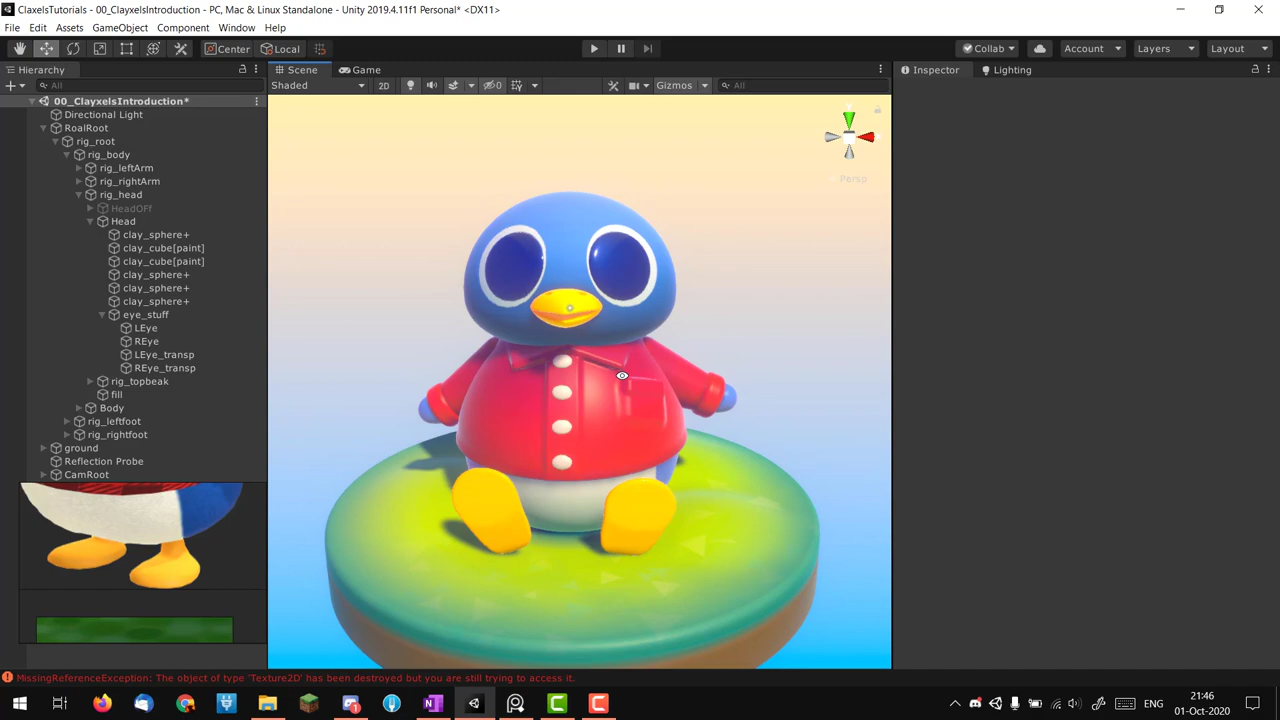 ClaxelsTutorials - 00_ClayxelsIntroduction - PC, Mac & Linux Standalone - Unity 2019.4.11f1 Personal* <DX11>
File Edit Assets GameObject Component Window Help
Center Local Collab Account Layers Layout
Hierarchy Scene Game Inspector Lighting
All Shaded 2D 0 Gizmos All
00_ClayxelsIntroduction*
Directional Light
RoalRoot
rig_root
rig_body
rig_leftArm
rig_rightArm
rig_head
HeadOFf
Head
clay_sphere+
clay_cube[paint]
clay_cube[paint]
clay_sphere+
clay_sphere+
clay_sphere+
eye_stuff
LEye
REye
LEye_transp
REye_transp
rig_topbeak
fill
Body
rig_leftfoot
rig_rightfoot
ground
Reflection Probe
CamRoot
Persp
MissingReferenceException: The object of type 'Texture2D' has been destroyed but you are still trying to access it.
ENG
21:46
01-Oct-2020